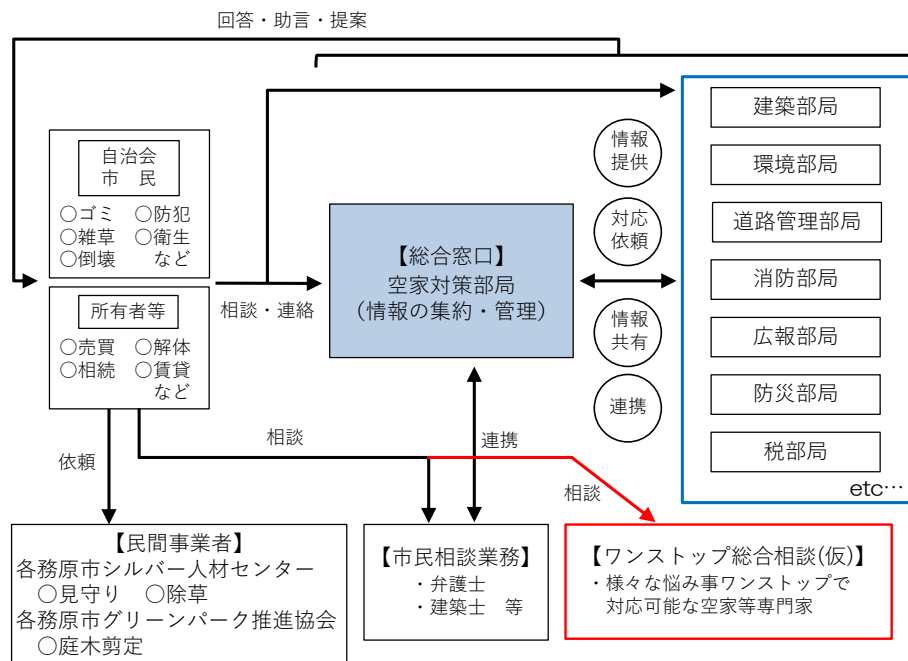 回答・助言・提案
自治会
市　民
○ゴミ　○防犯
○雑草　○衛生
○倒壊　など
所有者等
○売買　○解体
○相続　○賃貸
など
相談・連絡
【総合窓口】
空家対策部局
（情報の集約・管理）
情報
提供
対応
依頼
情報
共有
連携
建築部局
環境部局
道路管理部局
消防部局
広報部局
防災部局
税部局
etc…
依頼
相談
連携
相談
【民間事業者】
各務原市シルバー人材センター
○見守り　○除草
各務原市グリーンパーク推進協会
○庭木剪定
【市民相談業務】
・弁護士
・建築士　等
【ワンストップ総合相談(仮)】
・様々な悩み事ワンストップで
対応可能な空家等専門家